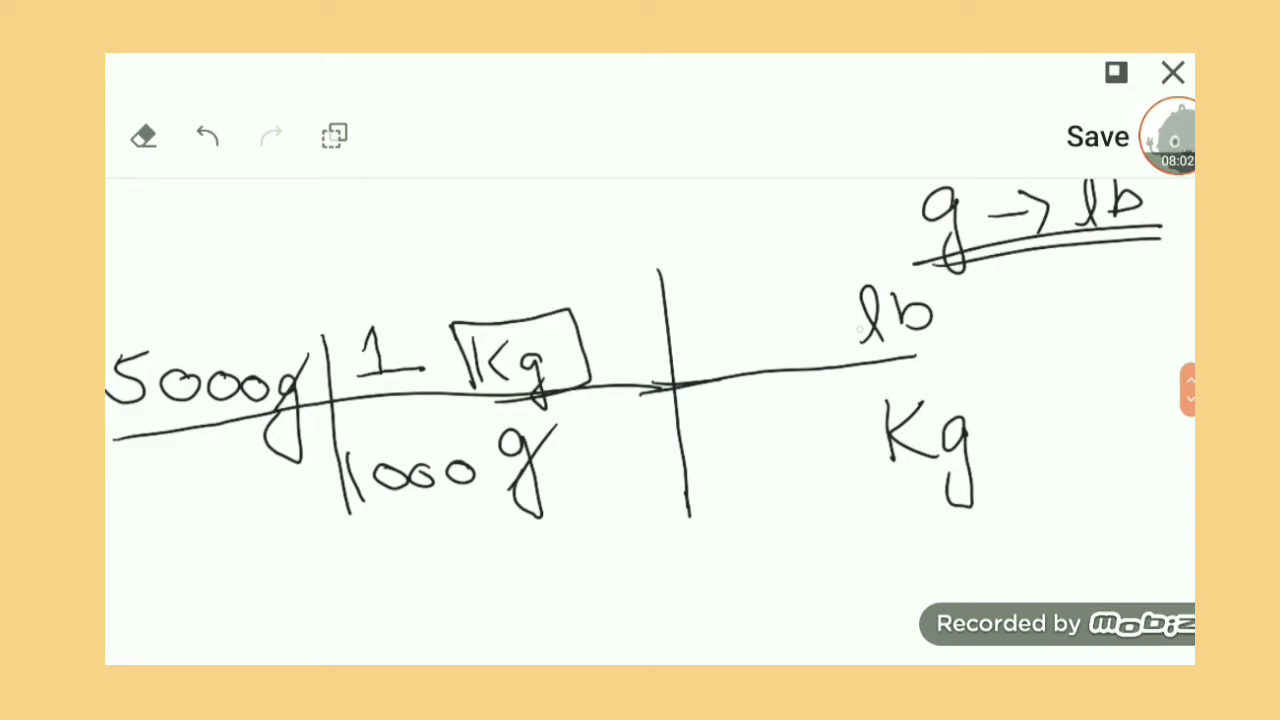 Save
08:02
g → lb
5000g | 1 Kg | lb
1000 g | Kg
Recorded by mobiz